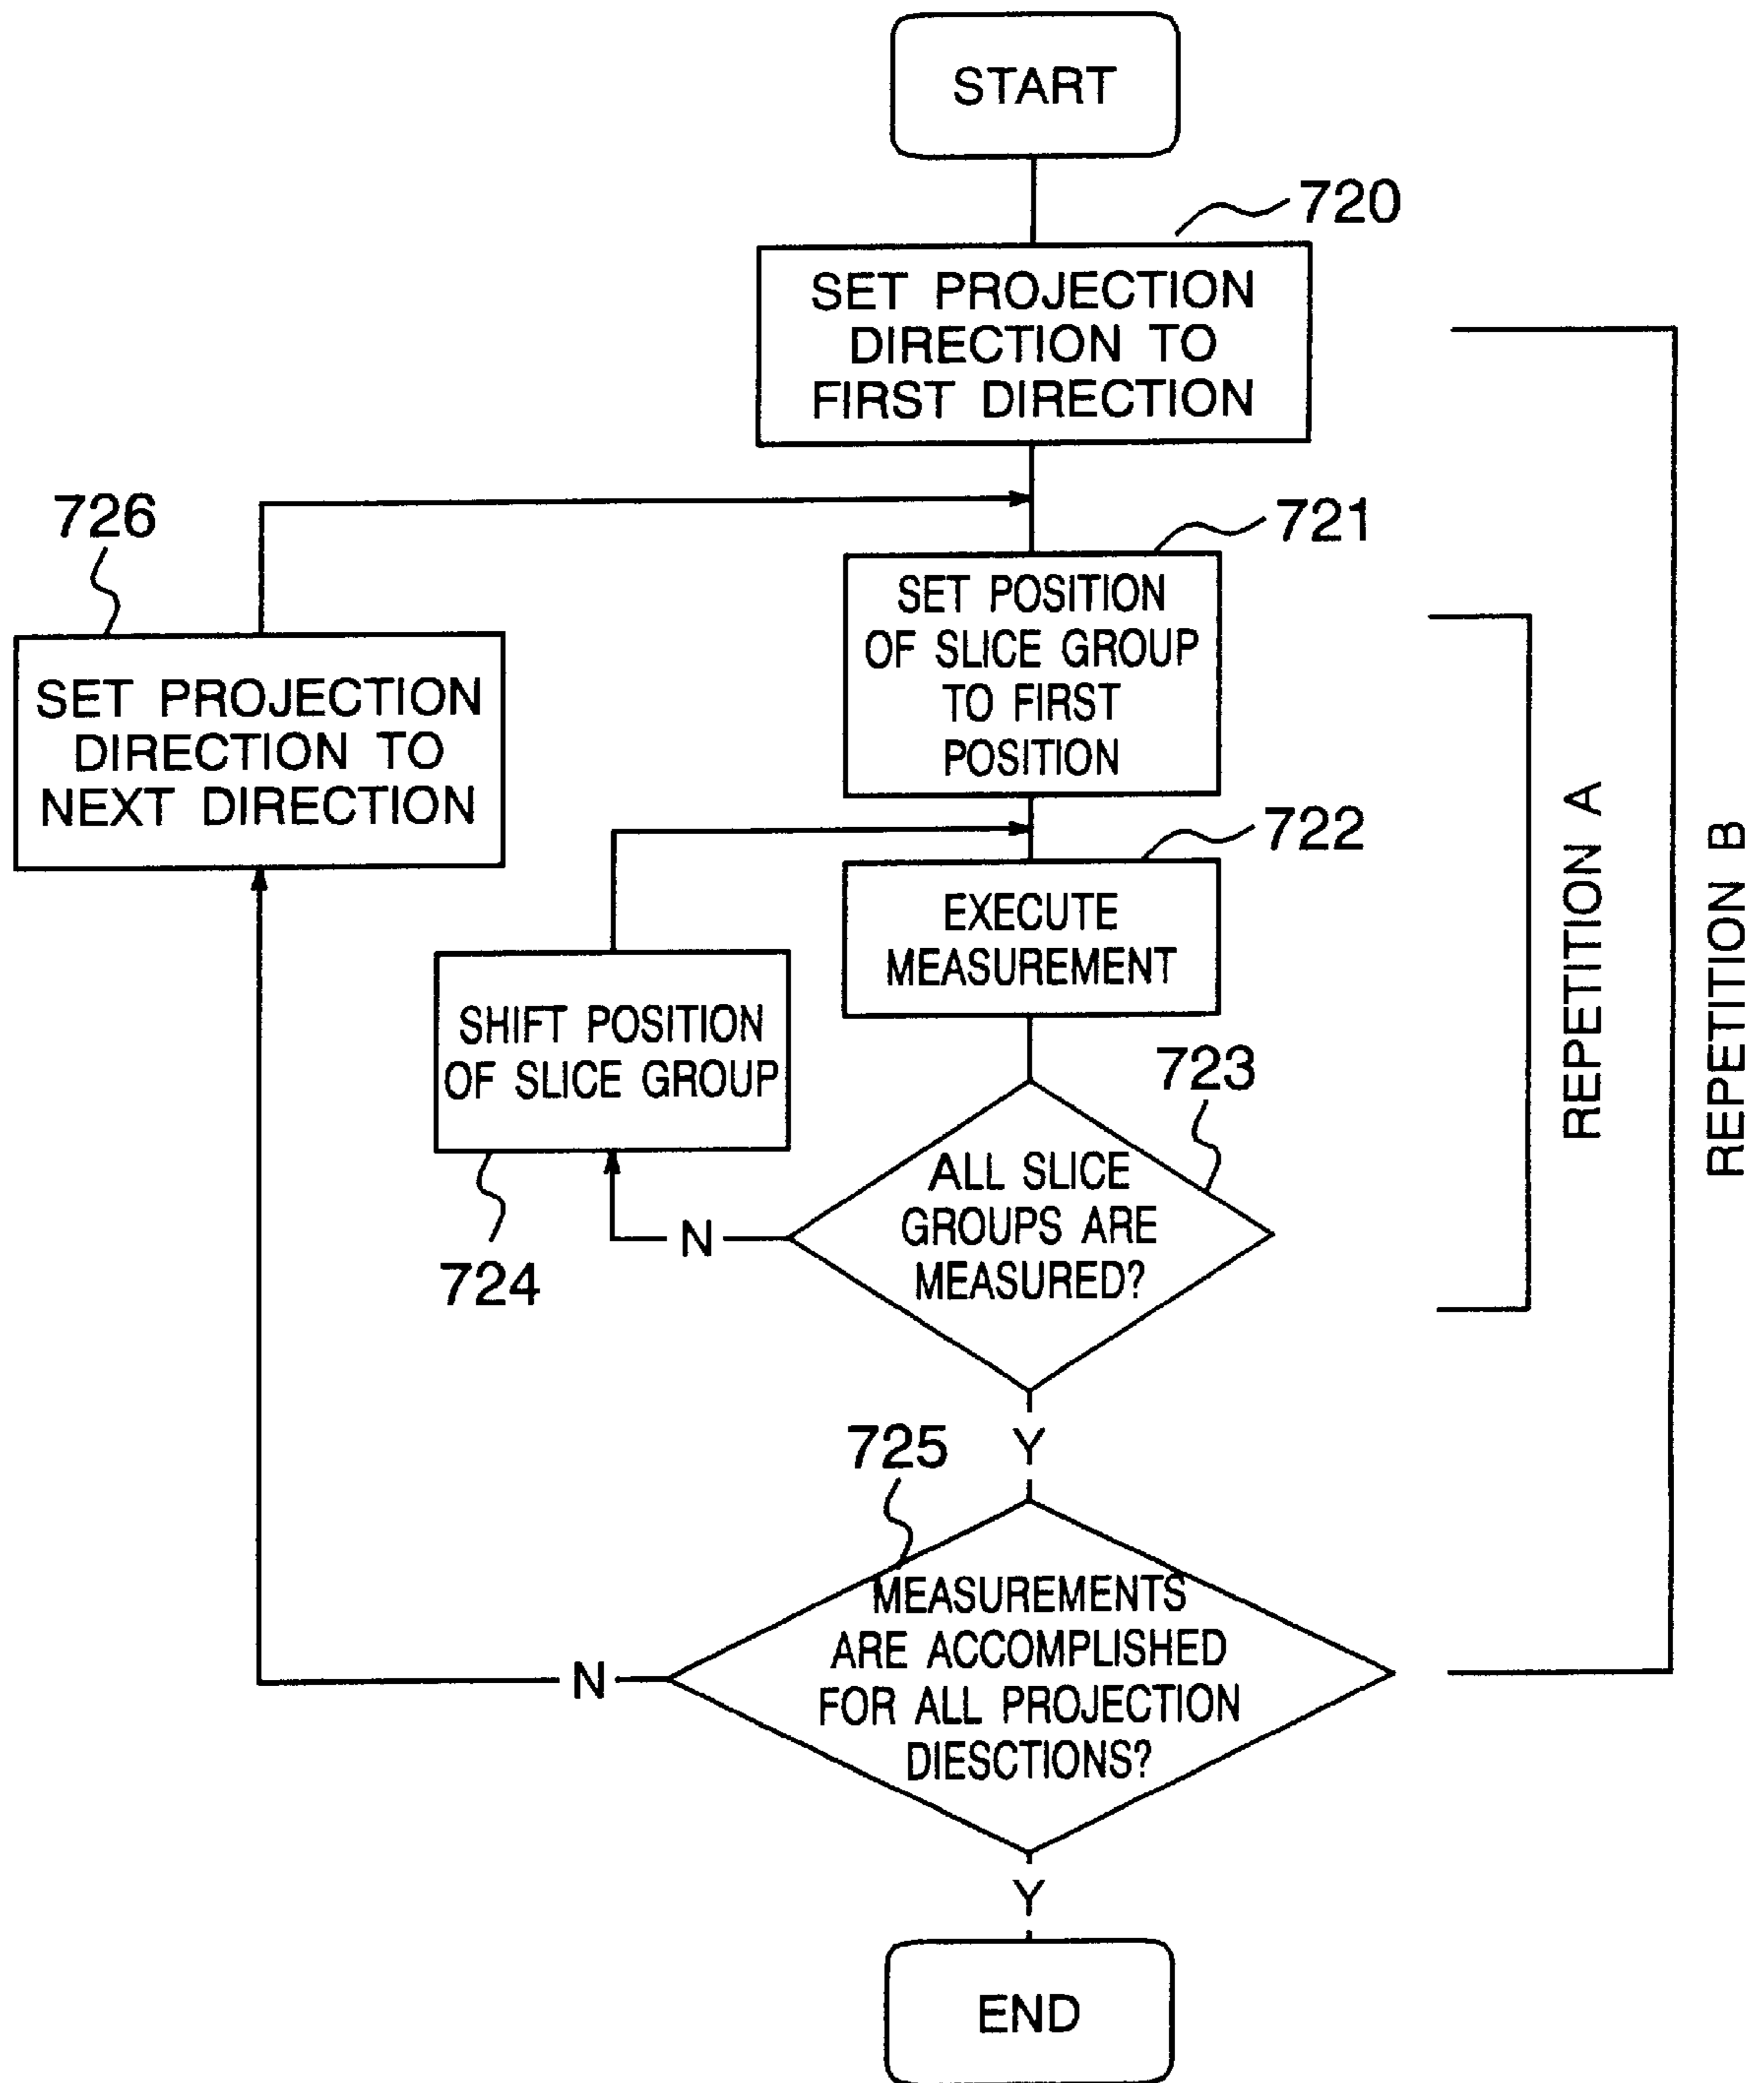 START
720
SET PROJECTION
DIRECTION TO
FIRST DIRECTION
726
721
SET POSITION
OF SLICE GROUP
TO FIRST
POSITION
SET PROJECTION
DIRECTION TO
NEXT DIRECTION
722
EXECUTE
MEASUREMENT
SHIFT POSITION
OF SLICE GROUP
724
723
ALL SLICE
GROUPS ARE
MEASURED?
N
Y
725
MEASUREMENTS
ARE ACCOMPLISHED
FOR ALL PROJECTION
DIESCTIONS?
N
Y
END
REPETITION A
REPETITION B